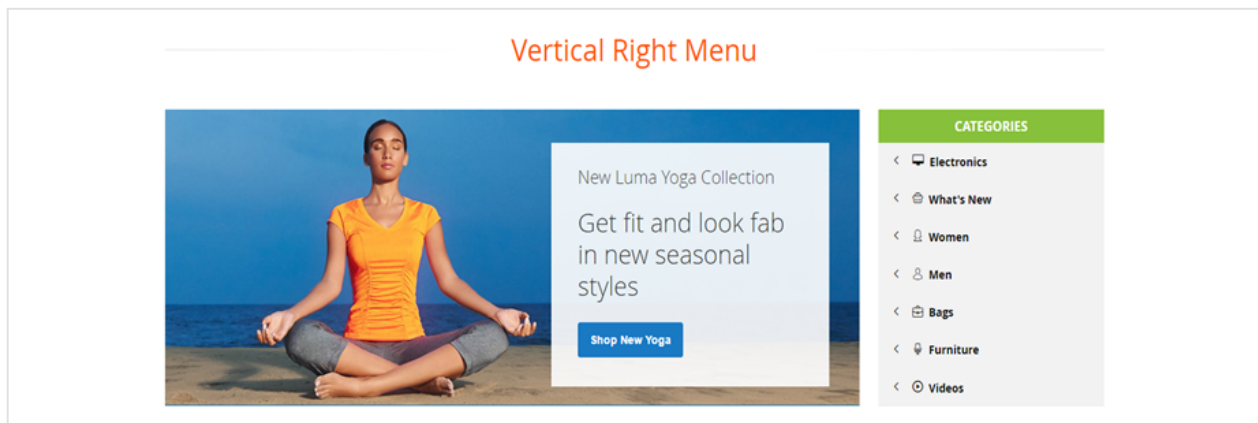 Vertical Right Menu
New Luma Yoga Collection
Get fit and look fab
in new seasonal
styles
Shop New Yoga
CATEGORIES
Electronics
What's New
Women
Men
Bags
Furniture
Videos